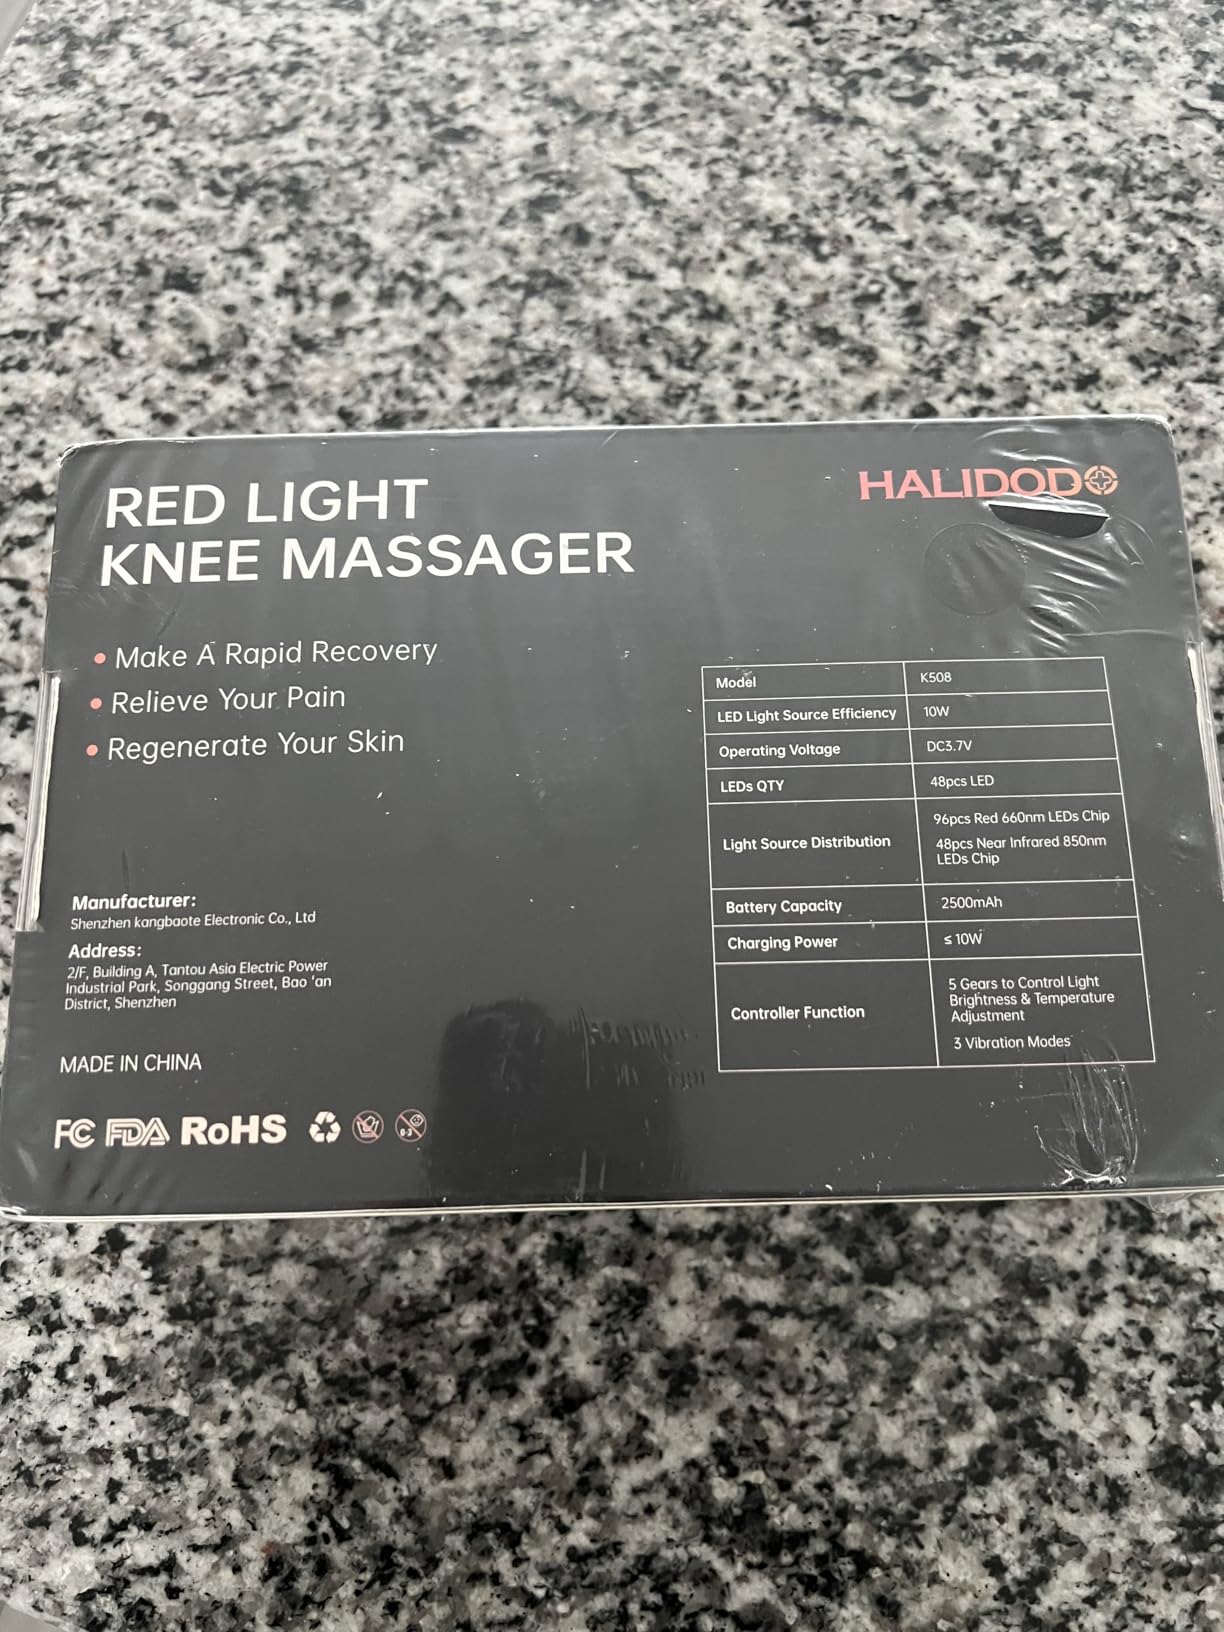 RED LIGHT
KNEE MASSAGER
HALIDODO
• Make A Rapid Recovery
• Relieve Your Pain
• Regenerate Your Skin
Manufacturer:
Shenzhen kangbaote Electronic Co., Ltd
Address:
2/F, Building A, Tantou Asia Electric Power
Industrial Park, Songgang Street, Bao 'an
District, Shenzhen
MADE IN CHINA
FC FDA RoHS
0-3
Model K508
LED Light Source Efficiency 10W
Operating Voltage DC3.7V
LEDs QTY 48pcs LED
Light Source Distribution
96pcs Red 660nm LEDs Chip
48pcs Near Infrared 850nm
LEDs Chip
Battery Capacity 2500mAh
Charging Power ≤ 10W
Controller Function
5 Gears to Control Light
Brightness & Temperature
Adjustment
3 Vibration Modes